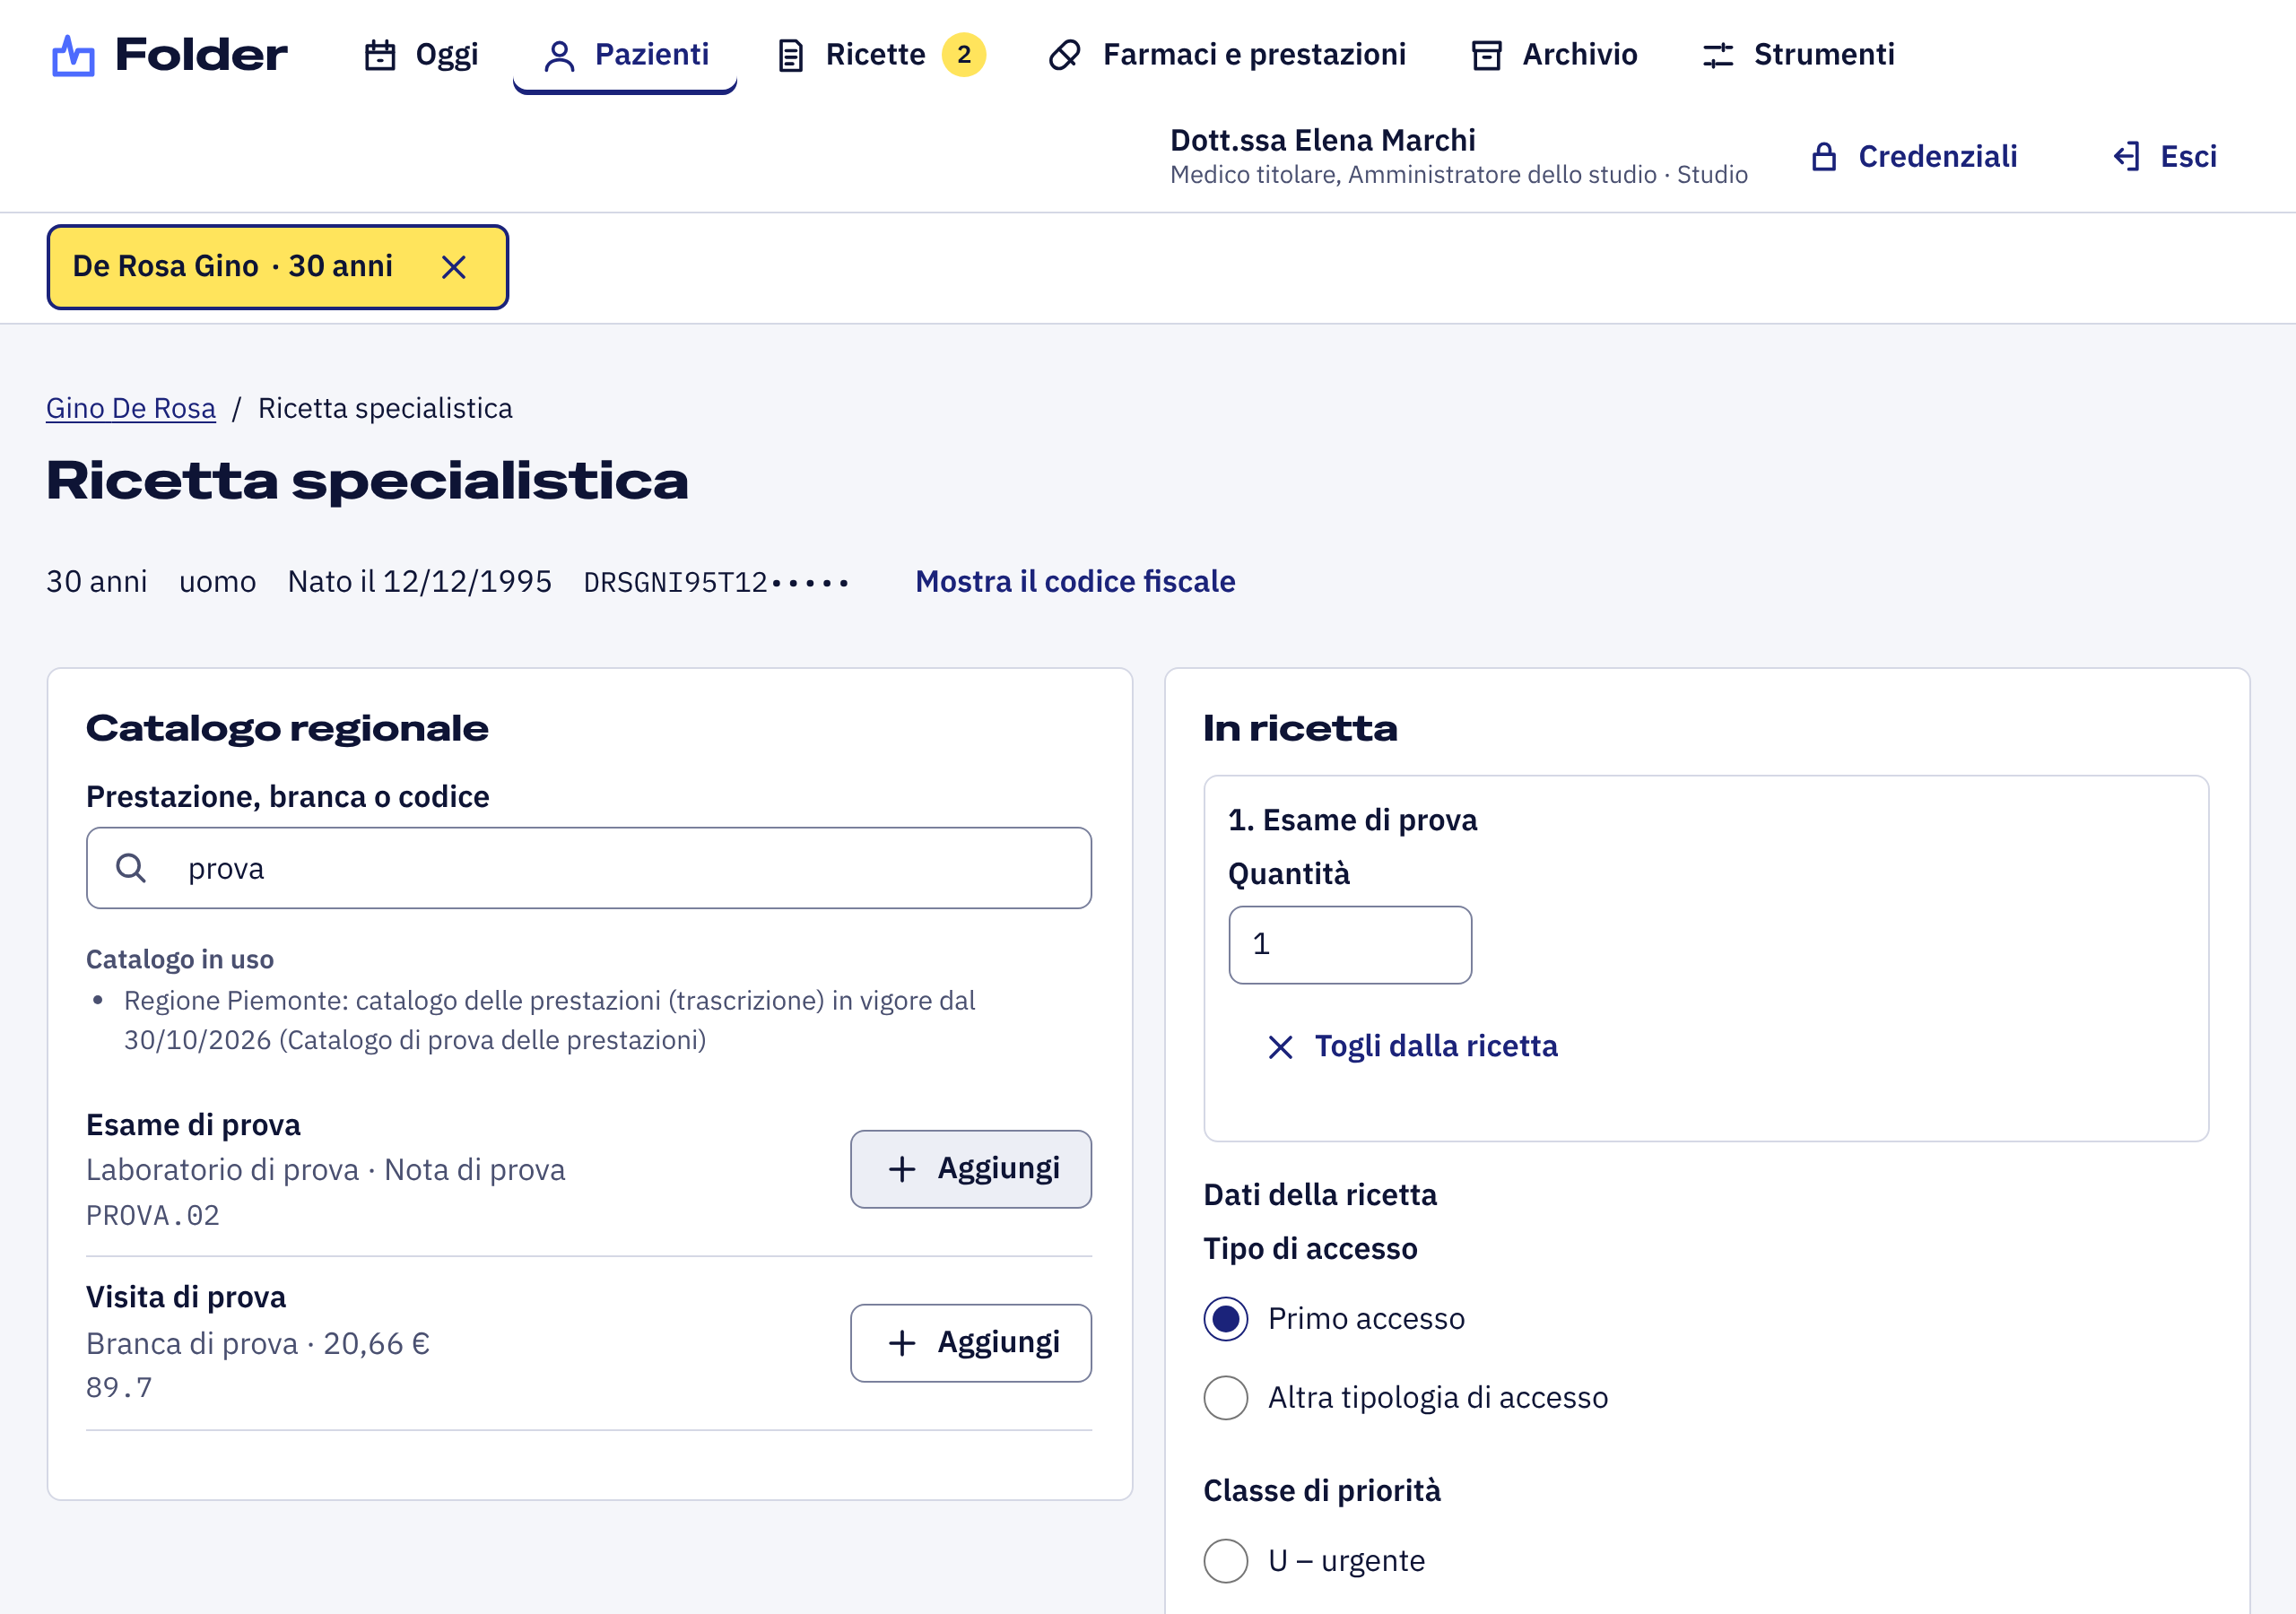 Folder
Oggi
Pazienti
Ricette 2
Farmaci e prestazioni
Archivio
Strumenti
Dott.ssa Elena Marchi
Medico titolare, Amministratore dello studio · Studio
Credenziali
Esci
De Rosa Gino · 30 anni
Gino De Rosa / Ricetta specialistica
Ricetta specialistica
30 anni uomo Nato il 12/12/1995 DRSGNI95T12••••• Mostra il codice fiscale
Catalogo regionale
Prestazione, branca o codice
prova
Catalogo in uso
• Regione Piemonte: catalogo delle prestazioni (trascrizione) in vigore dal
30/10/2026 (Catalogo di prova delle prestazioni)
Esame di prova
Laboratorio di prova · Nota di prova
PROVA.02
Aggiungi
Visita di prova
Branca di prova · 20,66 €
89.7
Aggiungi
In ricetta
1. Esame di prova
Quantità
1
Togli dalla ricetta
Dati della ricetta
Tipo di accesso
Primo accesso
Altra tipologia di accesso
Classe di priorità
U – urgente